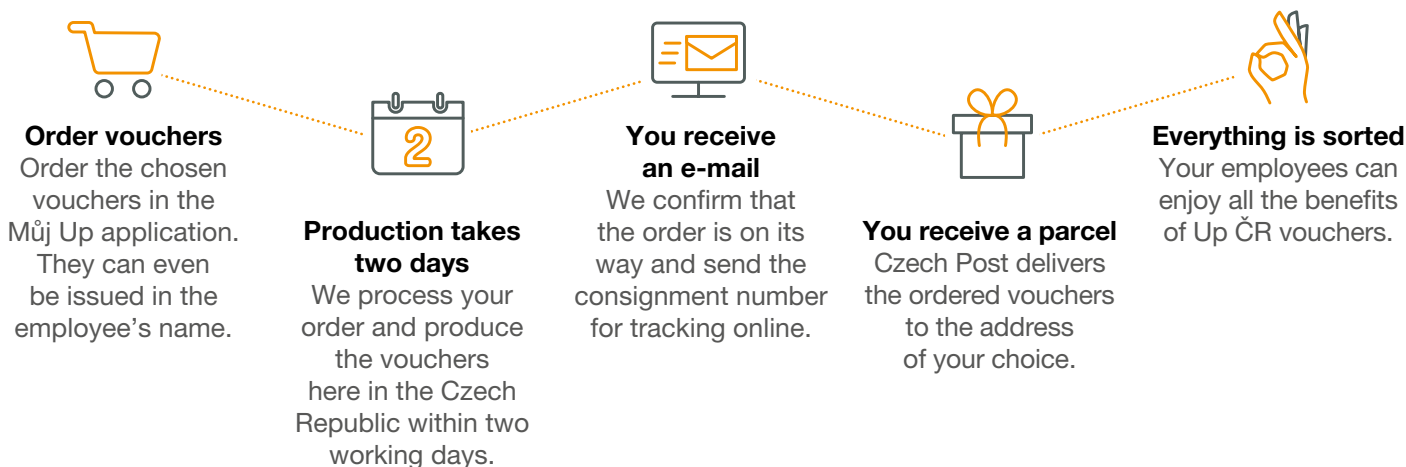 Order vouchers
Order the chosen
vouchers in the
Můj Up application.
They can even
be issued in the
employee’s name.
2
Production takes
two days
We process your
order and produce
the vouchers
here in the Czech
Republic within two
working days.
You receive
an e-mail
We confirm that
the order is on its
way and send the
consignment number
for tracking online.
You receive a parcel
Czech Post delivers
the ordered vouchers
to the address
of your choice.
Everything is sorted
Your employees can
enjoy all the benefits
of Up ČR vouchers.